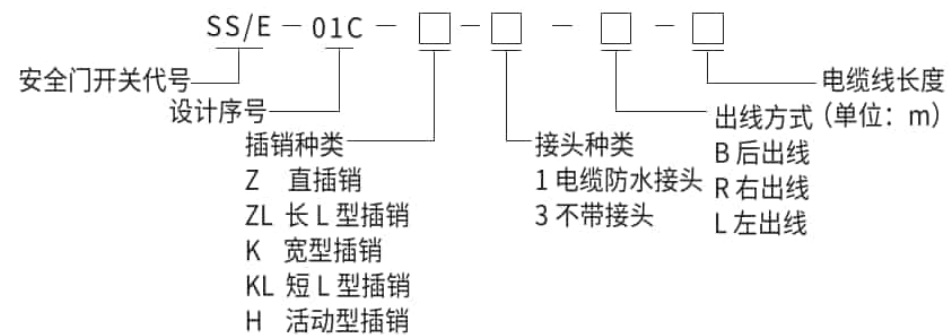 SS/E － 01C － □ － □ － □ － □
安全门开关代号
电缆线长度
(单位：m)
设计序号
出线方式
B 后出线
R 右出线
L 左出线
插销种类
Z 直插销
ZL 长 L 型插销
K 宽型插销
KL 短 L 型插销
H 活动型插销
接头种类
1 电缆防水接头
3 不带接头